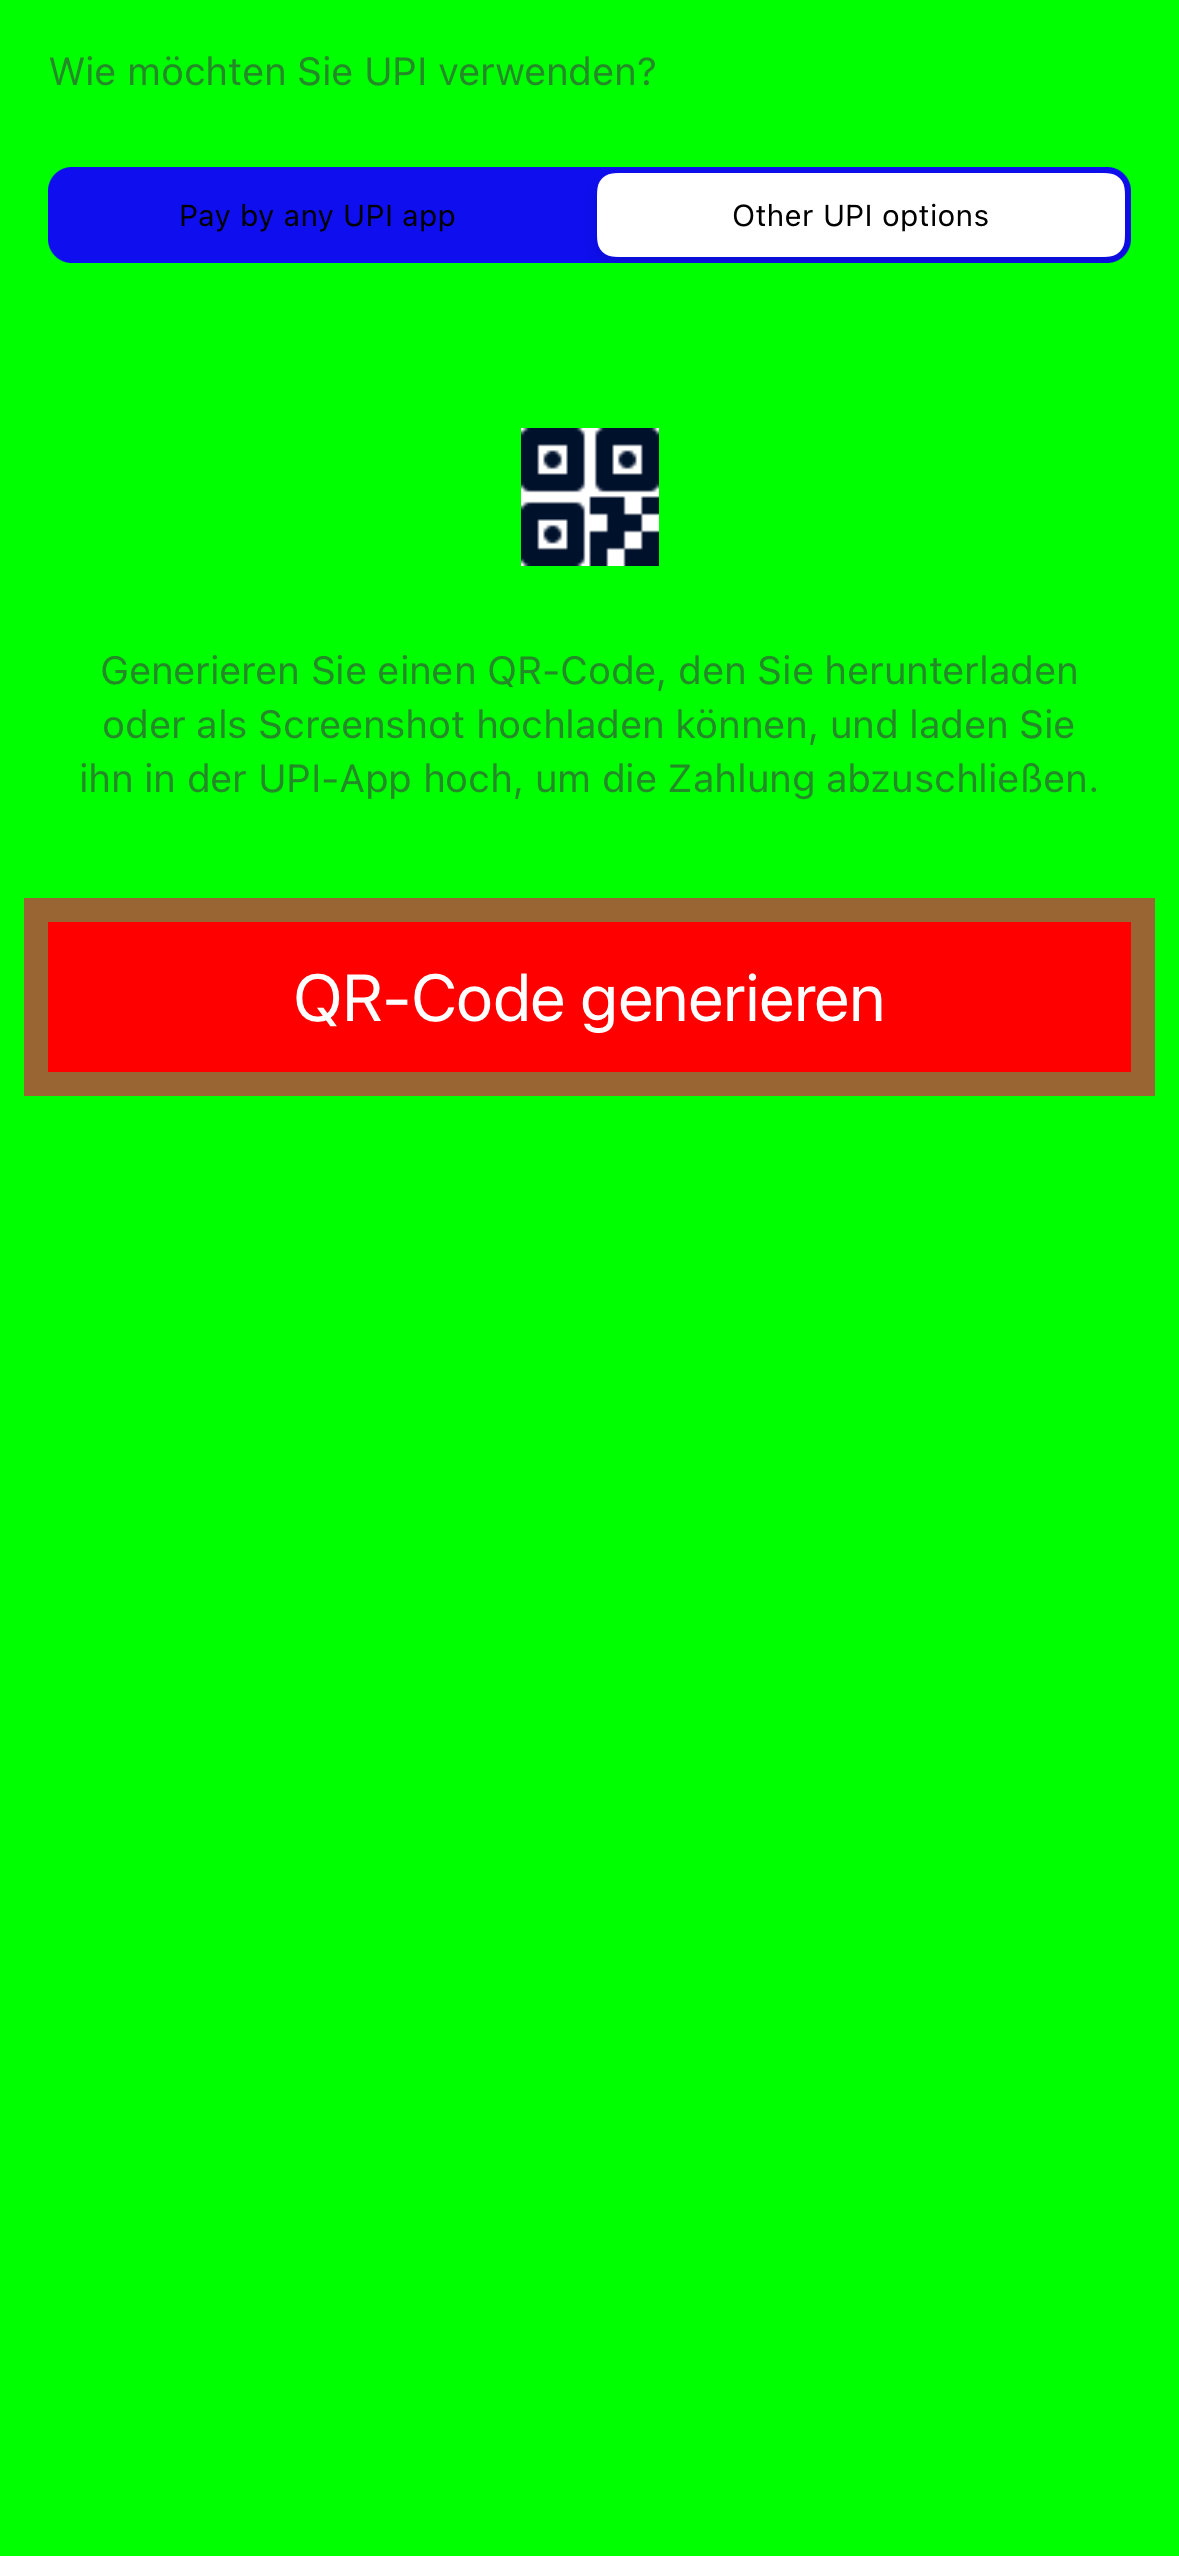 Wie möchten Sie UPI verwenden?
Pay by any UPI app
Other UPI options
Generieren Sie einen QR-Code, den Sie herunterladen
oder als Screenshot hochladen können, und laden Sie
ihn in der UPI-App hoch, um die Zahlung abzuschließen.
QR-Code generieren